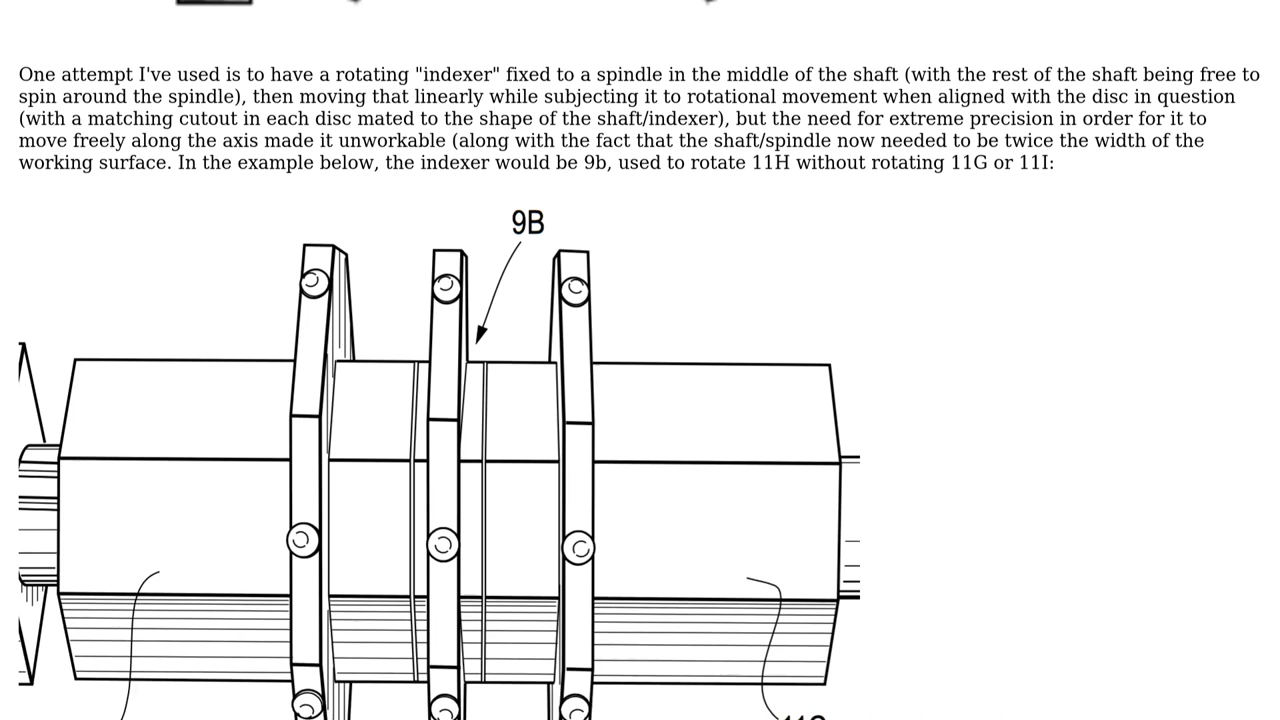 One attempt I've used is to have a rotating "indexer" fixed to a spindle in the middle of the shaft (with the rest of the shaft being free to
spin around the spindle), then moving that linearly while subjecting it to rotational movement when aligned with the disc in question
(with a matching cutout in each disc mated to the shape of the shaft/indexer), but the need for extreme precision in order for it to
move freely along the axis made it unworkable (along with the fact that the shaft/spindle now needed to be twice the width of the
working surface. In the example below, the indexer would be 9b, used to rotate 11H without rotating 11G or 11I:
9B